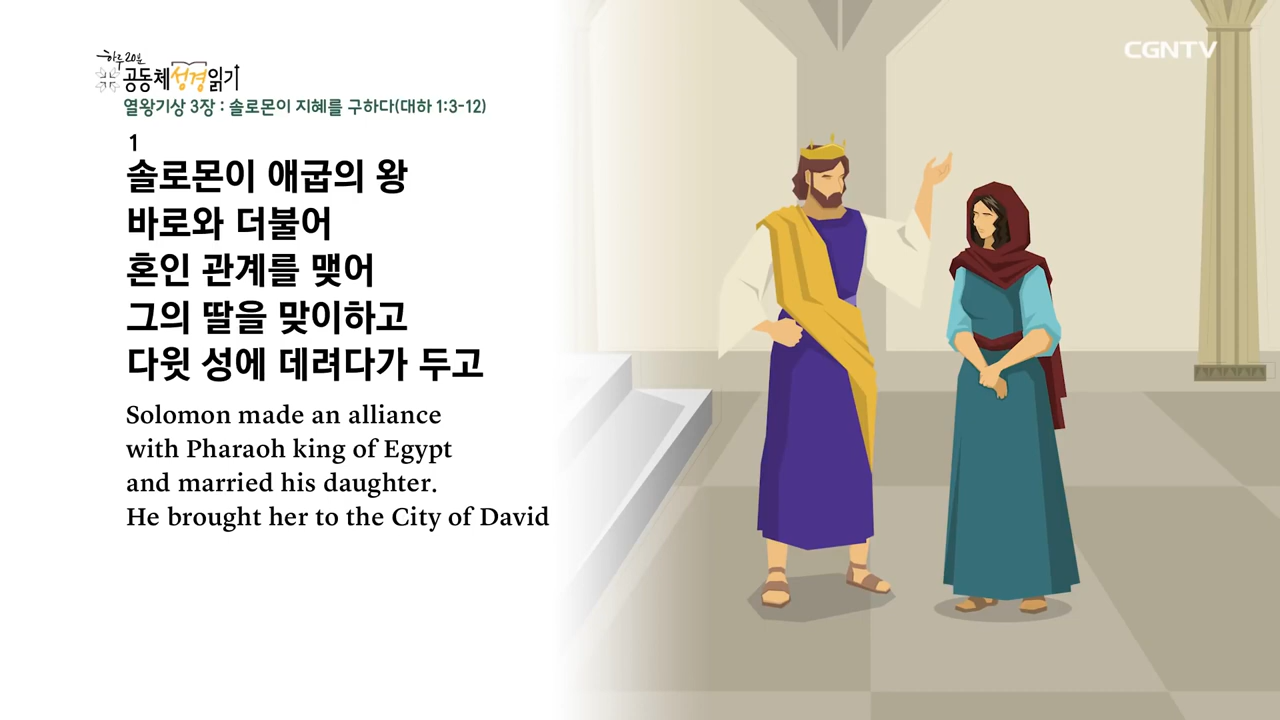 하루 20분
공동체성경읽기
CGNTV
열왕기상 3장 : 솔로몬이 지혜를 구하다(대하 1:3-12)
1
솔로몬이 애굽의 왕
바로와 더불어
혼인 관계를 맺어
그의 딸을 맞이하고
다윗 성에 데려다가 두고
Solomon made an alliance
with Pharaoh king of Egypt
and married his daughter.
He brought her to the City of David